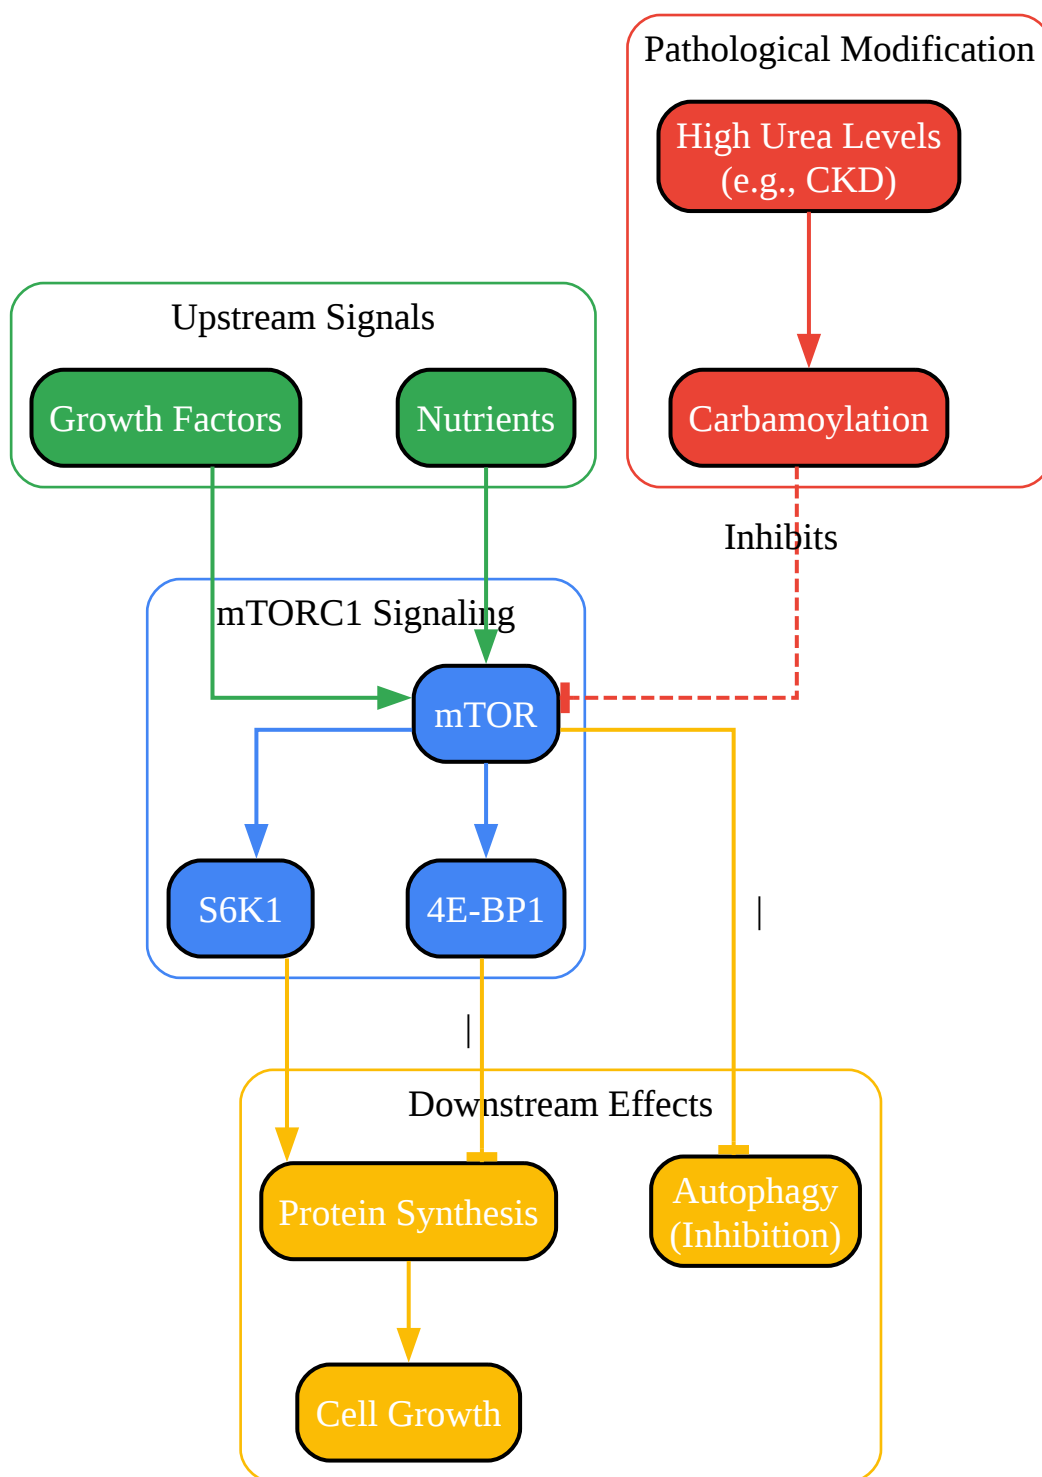 Pathological Modification
High Urea Levels
(e.g., CKD)
Upstream Signals
Growth Factors
Nutrients
Carbamoylation
Inhibits
mTORC1 Signaling
mTOR
S6K1
4E-BP1
|
|
Downstream Effects
Protein Synthesis
Autophagy
(Inhibition)
Cell Growth